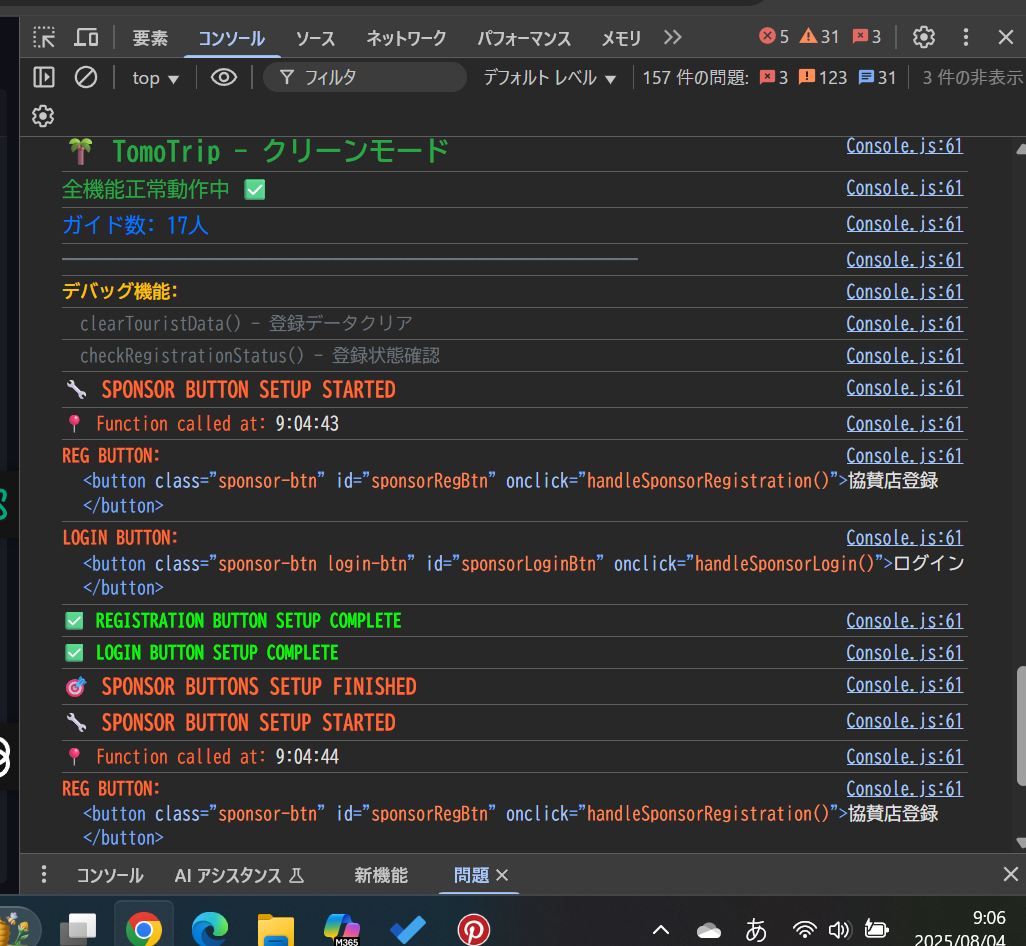 要素 コンソール ソース ネットワーク パフォーマンス メモリ 5 31 3
top フィルタ デフォルト レベル 157 件の問題: 3 123 31 3 件の非表示
🌴 TomoTrip - クリーンモード Console.js:61
全機能正常動作中 ✅ Console.js:61
ガイド数: 17人 Console.js:61
Console.js:61
デバッグ機能: Console.js:61
clearTouristData() - 登録データクリア Console.js:61
checkRegistrationStatus() - 登録状態確認 Console.js:61
🔧 SPONSOR BUTTON SETUP STARTED Console.js:61
📍 Function called at: 9:04:43 Console.js:61
REG BUTTON: Console.js:61
<button class="sponsor-btn" id="sponsorRegBtn" onclick="handleSponsorRegistration()">協賛店登録
</button>
LOGIN BUTTON: Console.js:61
<button class="sponsor-btn login-btn" id="sponsorLoginBtn" onclick="handleSponsorLogin()">ログイン
</button>
✅ REGISTRATION BUTTON SETUP COMPLETE Console.js:61
✅ LOGIN BUTTON SETUP COMPLETE Console.js:61
🎯 SPONSOR BUTTONS SETUP FINISHED Console.js:61
🔧 SPONSOR BUTTON SETUP STARTED Console.js:61
📍 Function called at: 9:04:44 Console.js:61
REG BUTTON: Console.js:61
<button class="sponsor-btn" id="sponsorRegBtn" onclick="handleSponsorRegistration()">協賛店登録
</button>
コンソール AI アシスタンス 新機能 問題
M365 あ 9:06
2025/08/04